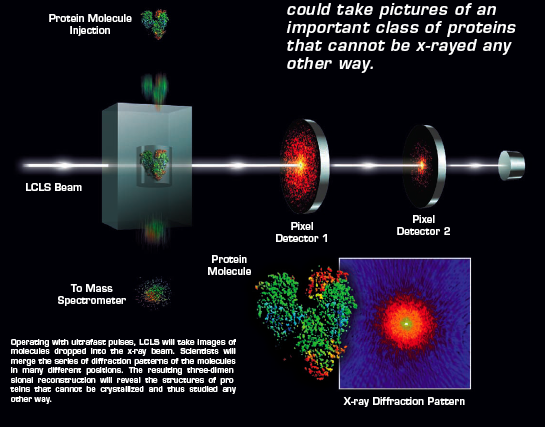 could take pictures of an
important class of proteins
that cannot be x-rayed any
other way.
Protein Molecule
Injection
LCLS Beam
Pixel
Detector 1
Pixel
Detector 2
To Mass
Spectrometer
Protein
Molecule
Operating with ultrafast pulses, LCLS will take images of
molecules dropped into the x-ray beam. Scientists will
merge the series of diffraction patterns of the molecules
in many different positions. The resulting three-dimen
sional reconstruction will reveal the structures of pro
teins that cannot be crystallized and thus studied any
other way.
X-ray Diffraction Pattern